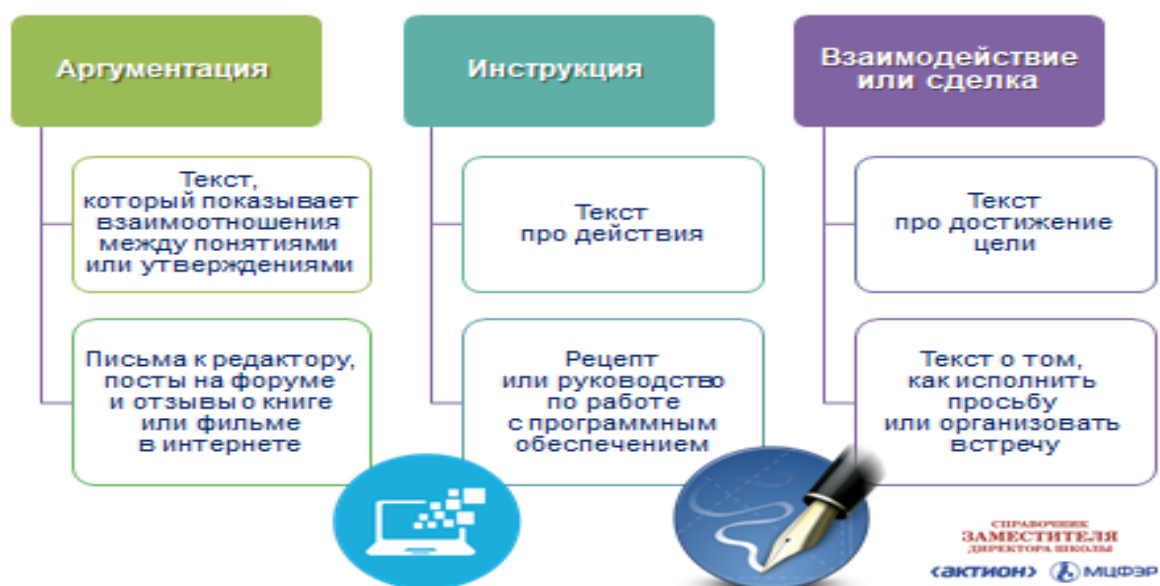 Аргументация
Текст,
который показывает
взаимоотношения
между понятиями
или утверждениями
Письма к редактору,
посты на форуме
и отзывы о книге
или фильме
в интернете
Инструкция
Текст
про действия
Рецепт
или руководство
по работе
с программным
обеспечением
Взаимодействие
или сделка
Текст
про достижение
цели
Текст о том,
как исполнить
просьбу
или организовать
встречу
СПРАВОЧНИК
ЗАМЕСТИТЕЛЯ
ДИРЕКТОРА ШКОЛЫ
‹актион› МЦФЭР